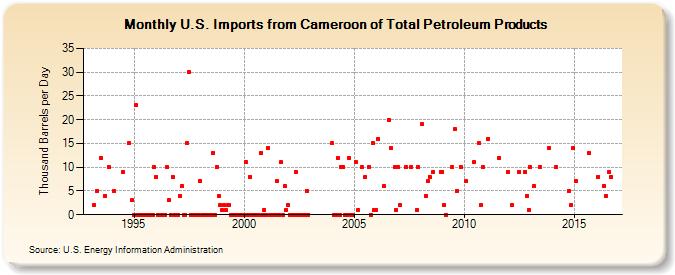 Monthly U.S. Imports from Cameroon of Total Petroleum Products
Thousand Barrels per Day
35
30
25
20
15
10
5
0
1995 2000 2005 2010 2015
Source: U.S. Energy Information Administration